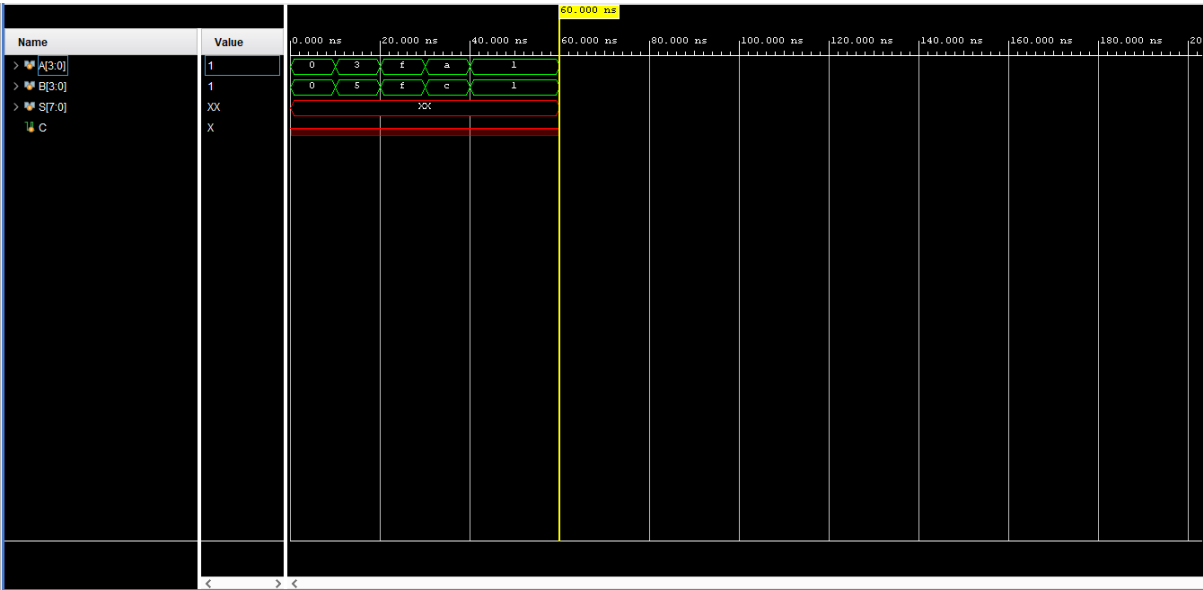 60.000 ns
Name Value
0.000 ns 20.000 ns 40.000 ns 60.000 ns 80.000 ns 100.000 ns 120.000 ns 140.000 ns 160.000 ns 180.000 ns 20
A[3:0] 1 0 3 f a 1
B[3:0] 1 0 5 f c 1
S[7:0] XX XX
C X